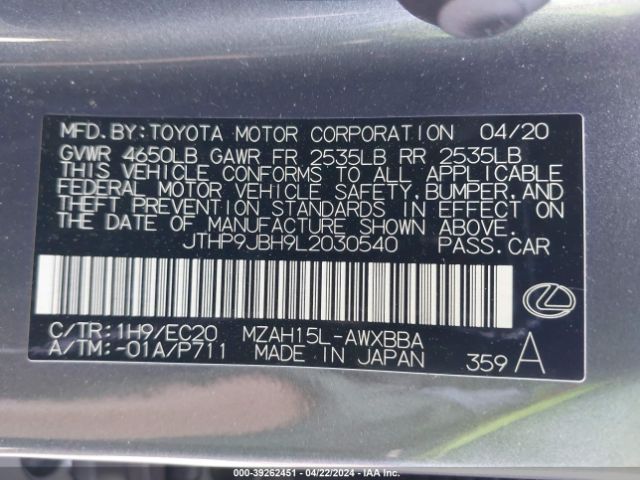 MFD.BY:TOYOTA MOTOR CORPORATION 04/20
GVWR 4650LB GAWR FR 2535LB RR 2535LB
THIS VEHICLE CONFORMS TO ALL APPLICABLE
FEDERAL MOTOR VEHICLE SAFETY,BUMPER,AND
THEFT PREVENTION STANDARDS IN EFFECT ON
THE DATE OF MANUFACTURE SHOWN ABOVE.
JTHP9JBH9L2030540 PASS.CAR
C/TR:1H9/EC20 MZAH15L-AWXBBA
A/TM:-01A/P711 MADE IN JAPAN 359A
000-39262451 - 04/22/2024 - IAA Inc.